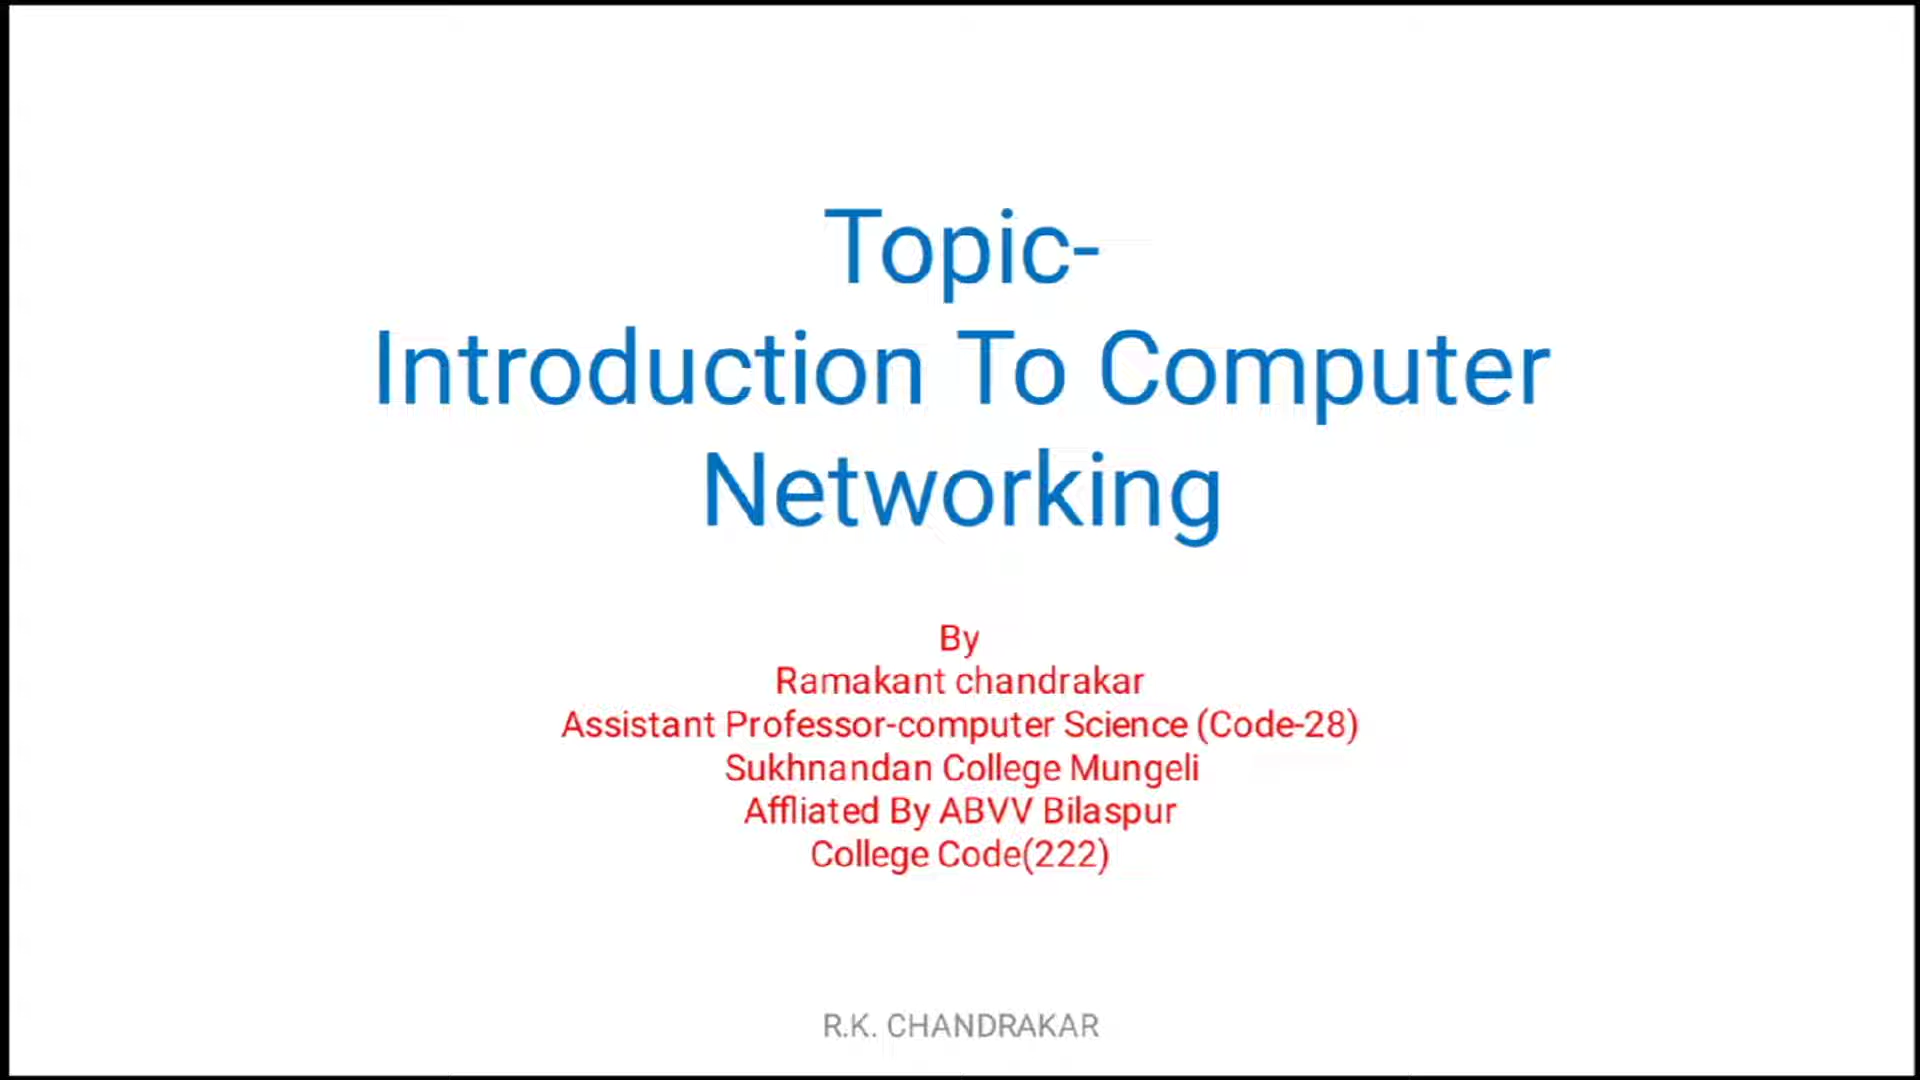 Topic-
Introduction To Computer
Networking
By
Ramakant chandrakar
Assistant Professor-computer Science (Code-28)
Sukhnandan College Mungeli
Affliated By ABVV Bilaspur
College Code(222)
R.K. CHANDRAKAR